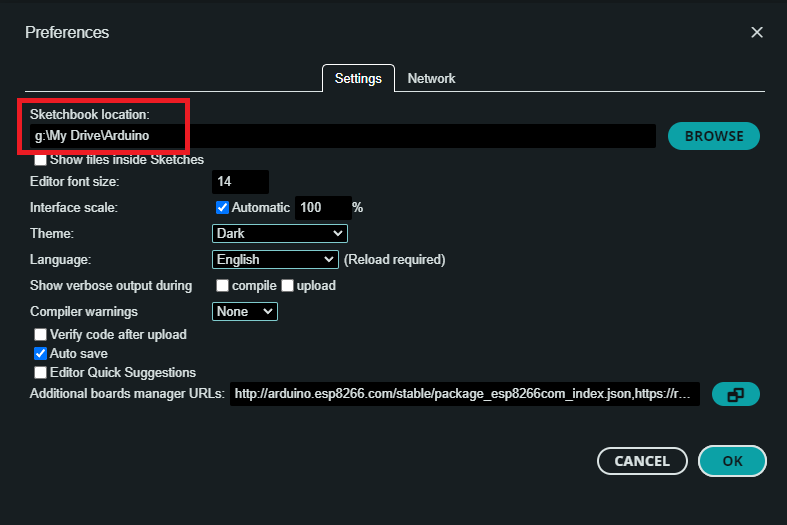 Preferences
Settings Network
Sketchbook location:
g:\My Drive\Arduino BROWSE
Show files inside Sketches
Editor font size: 14
Interface scale: Automatic 100 %
Theme: Dark
Language: English (Reload required)
Show verbose output during compile upload
Compiler warnings None
Verify code after upload
Auto save
Editor Quick Suggestions
Additional boards manager URLs: http://arduino.esp8266.com/stable/package_esp8266com_index.json,https://r...
CANCEL OK